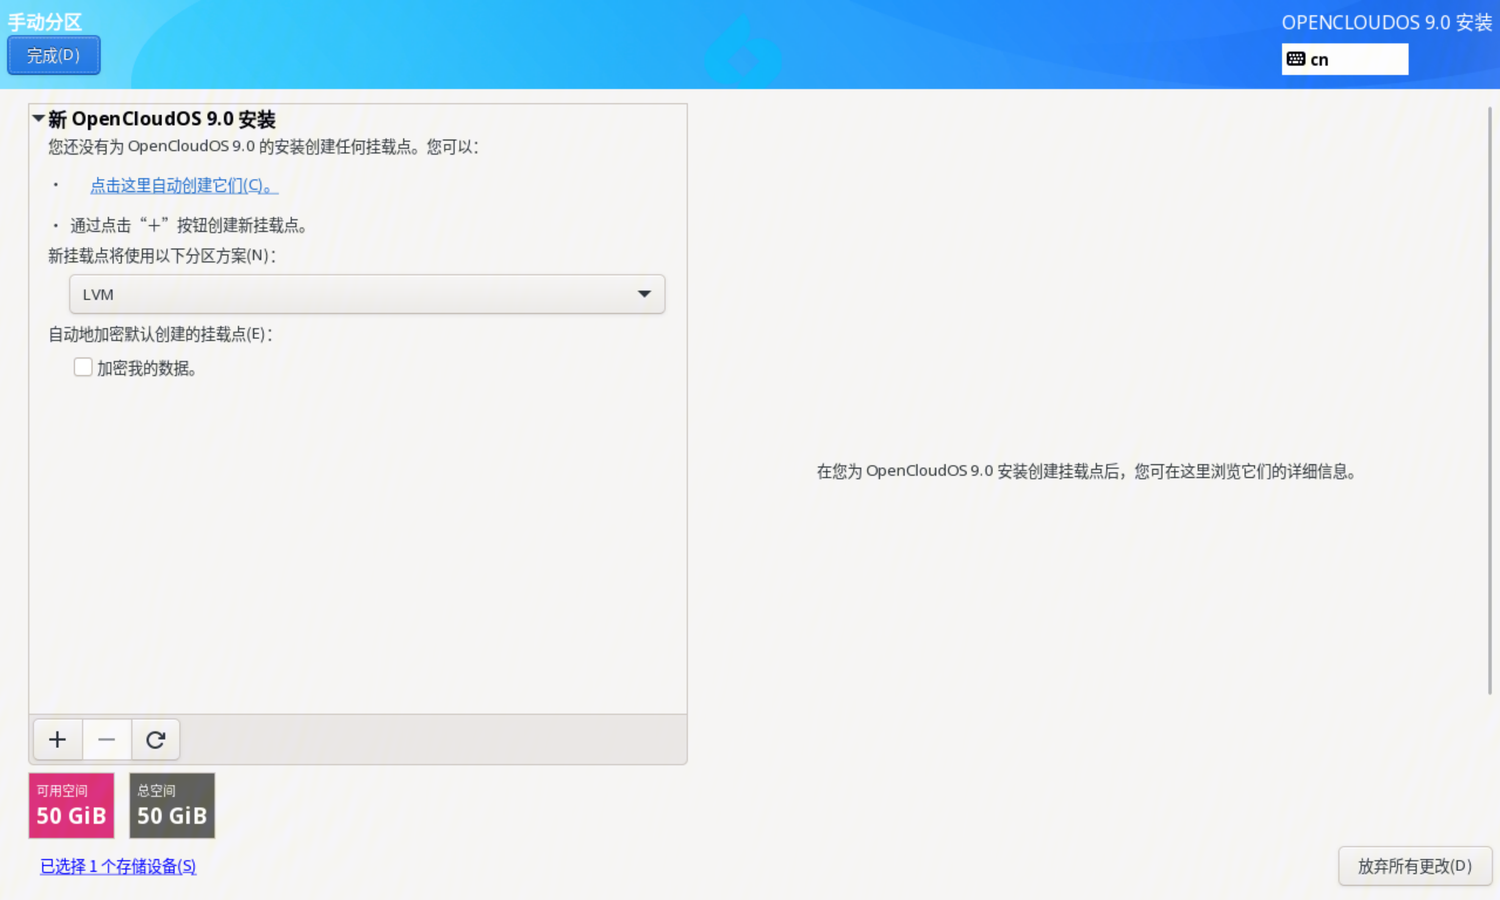 手动分区
OPENCLOUDOS 9.0 安装
完成(D)
cn
新 OpenCloudOS 9.0 安装
您还没有为 OpenCloudOS 9.0 的安装创建任何挂载点。您可以：
• 点击这里自动创建它们(C)。
• 通过点击“＋”按钮创建新挂载点。
新挂载点将使用以下分区方案(N)：
LVM
自动地加密默认创建的挂载点(E)：
加密我的数据。
在您为 OpenCloudOS 9.0 安装创建挂载点后，您可在这里浏览它们的详细信息。
可用空间
50 GiB
总空间
50 GiB
已选择 1 个存储设备(S)
放弃所有更改(D)